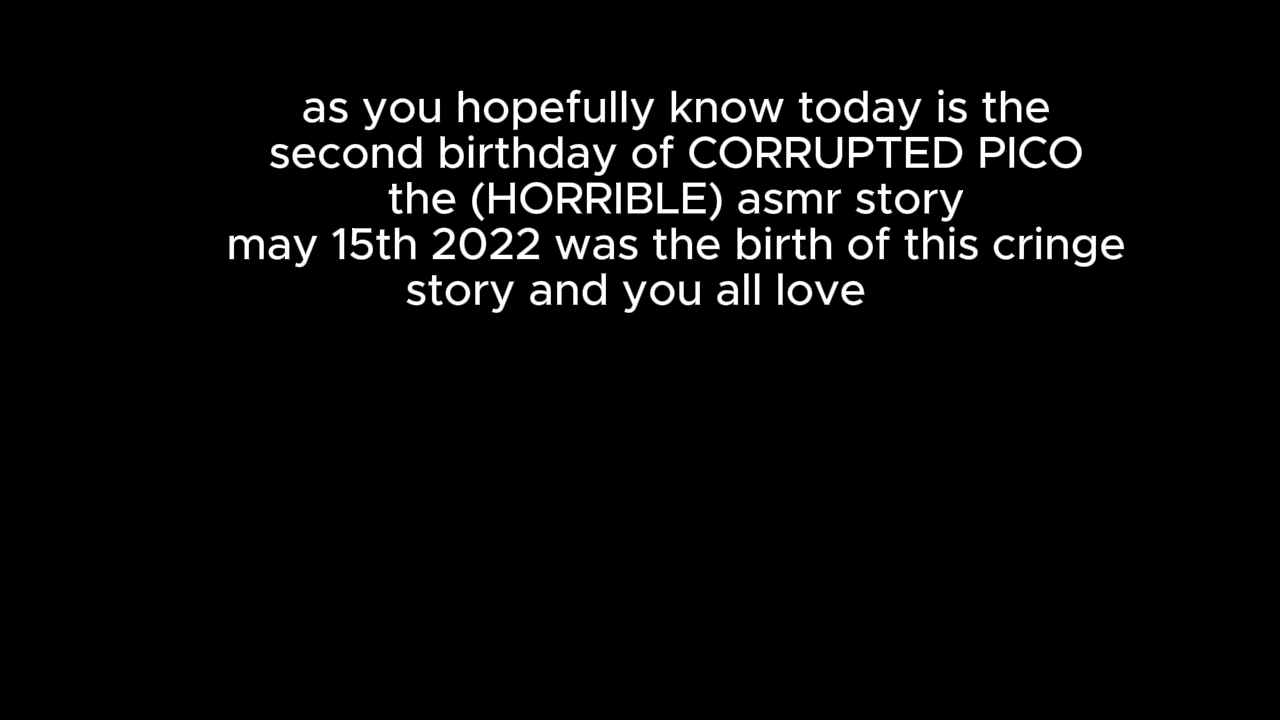 as you hopefully know today is the
second birthday of CORRUPTED PICO
the (HORRIBLE) asmr story
may 15th 2022 was the birth of this cringe
story and you all love